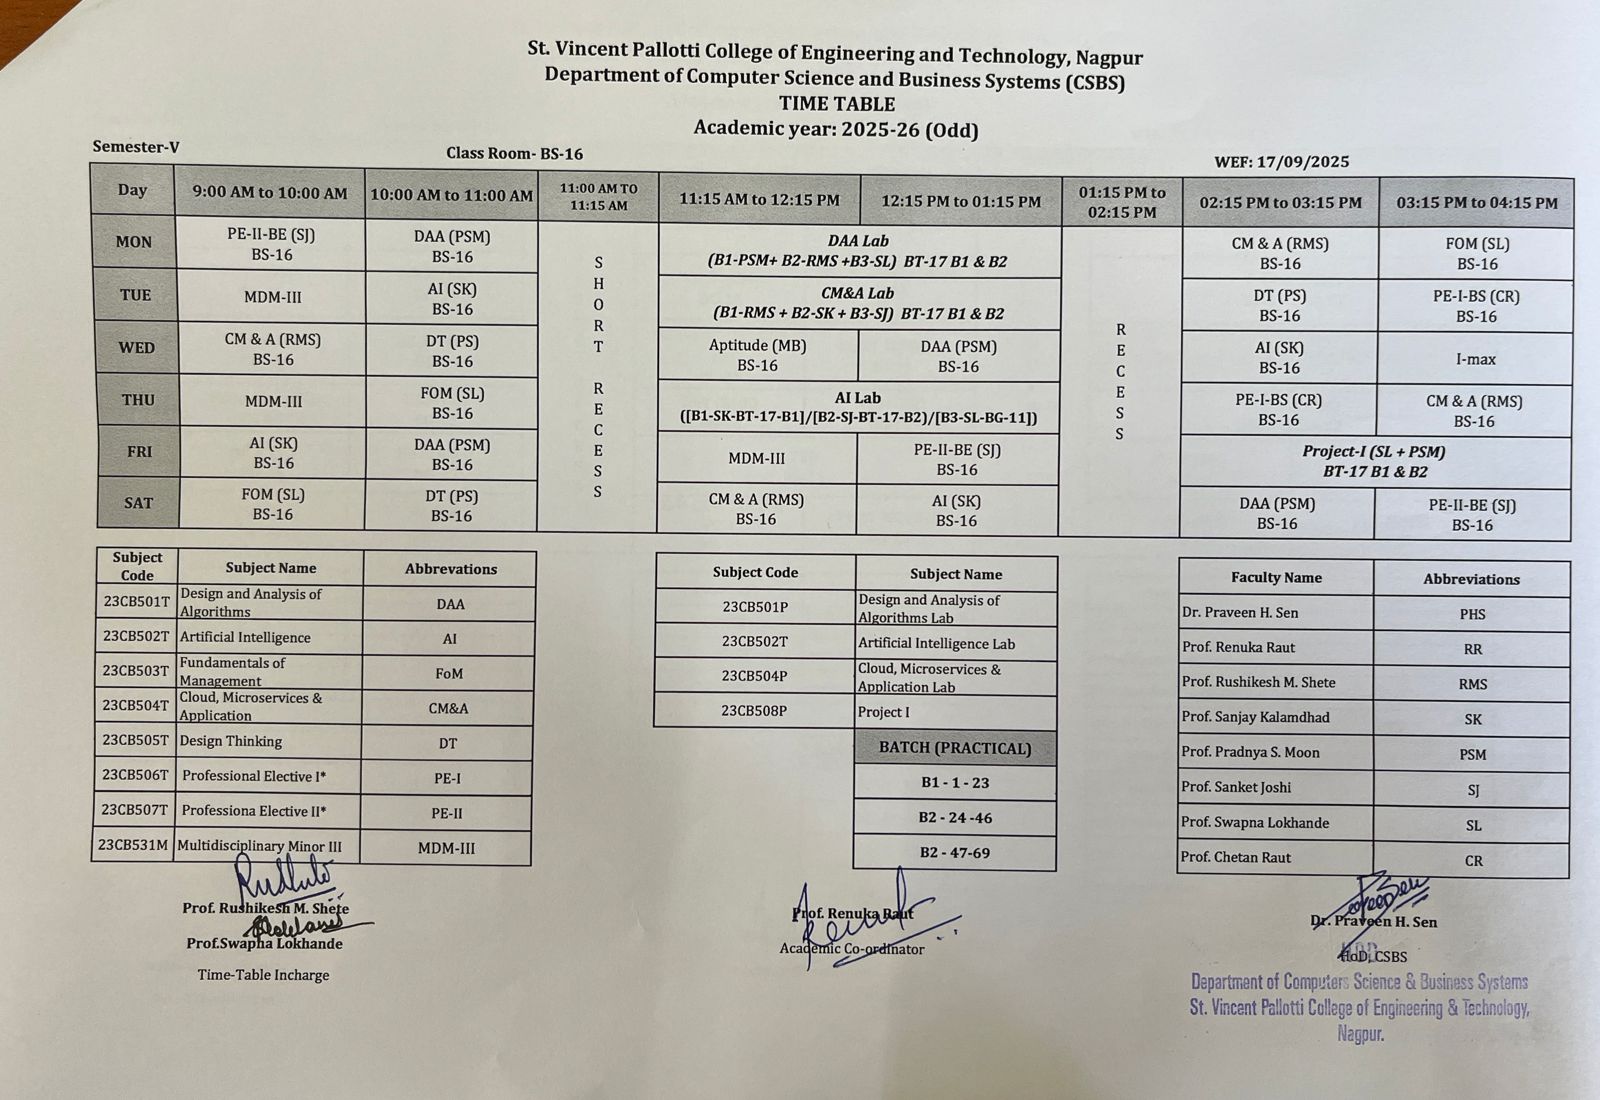 St. Vincent Pallotti College of Engineering and Technology, Nagpur
Department of Computer Science and Business Systems (CSBS)
TIME TABLE
Academic year: 2025-26 (Odd)
Semester-V
Class Room- BS-16
WEF: 17/09/2025
Day
9:00 AM to 10:00 AM
10:00 AM to 11:00 AM
11:00 AM TO
11:15 AM
11:15 AM to 12:15 PM
12:15 PM to 01:15 PM
01:15 PM to
02:15 PM
02:15 PM to 03:15 PM
03:15 PM to 04:15 PM
SHORT RECESS
RECESS
MON
PE-II-BE (SJ)
BS-16
DAA (PSM)
BS-16
DAA Lab
(B1-PSM+ B2-RMS +B3-SL) BT-17 B1 & B2
CM & A (RMS)
BS-16
FOM (SL)
BS-16
TUE
MDM-III
AI (SK)
BS-16
CM&A Lab
(B1-RMS + B2-SK + B3-SJ) BT-17 B1 & B2
DT (PS)
BS-16
PE-I-BS (CR)
BS-16
WED
CM & A (RMS)
BS-16
DT (PS)
BS-16
Aptitude (MB)
BS-16
DAA (PSM)
BS-16
AI (SK)
BS-16
I-max
THU
MDM-III
FOM (SL)
BS-16
AI Lab
([B1-SK-BT-17-B1]/[B2-SJ-BT-17-B2]/[B3-SL-BG-11])
PE-I-BS (CR)
BS-16
CM & A (RMS)
BS-16
FRI
AI (SK)
BS-16
DAA (PSM)
BS-16
MDM-III
PE-II-BE (SJ)
BS-16
Project-I (SL + PSM)
BT-17 B1 & B2
SAT
FOM (SL)
BS-16
DT (PS)
BS-16
CM & A (RMS)
BS-16
AI (SK)
BS-16
DAA (PSM)
BS-16
PE-II-BE (SJ)
BS-16
Subject
Code
Subject Name
Abbrevations
23CB501T
Design and Analysis of
Algorithms
DAA
23CB502T
Artificial Intelligence
AI
23CB503T
Fundamentals of
Management
FoM
23CB504T
Cloud, Microservices &
Application
CM&A
23CB505T
Design Thinking
DT
23CB506T
Professional Elective I*
PE-I
23CB507T
Professiona Elective II*
PE-II
23CB531M
Multidisciplinary Minor III
MDM-III
Subject Code
Subject Name
23CB501P
Design and Analysis of
Algorithms Lab
23CB502T
Artificial Intelligence Lab
23CB504P
Cloud, Microservices &
Application Lab
23CB508P
Project I
BATCH (PRACTICAL)
B1 - 1 - 23
B2 - 24 -46
B2 - 47-69
Faculty Name
Abbreviations
Dr. Praveen H. Sen
PHS
Prof. Renuka Raut
RR
Prof. Rushikesh M. Shete
RMS
Prof. Sanjay Kalamdhad
SK
Prof. Pradnya S. Moon
PSM
Prof. Sanket Joshi
SJ
Prof. Swapna Lokhande
SL
Prof. Chetan Raut
CR
Prof. Rushikesh M. Shete
Prof.Swapna Lokhande
Time-Table Incharge
Prof. Renuka Raut
Academic Co-ordinator
Dr. Praveen H. Sen
HoD, CSBS
HOD
Department of Computers Science & Business Systems
St. Vincent Pallotti College of Engineering & Technology,
Nagpur.